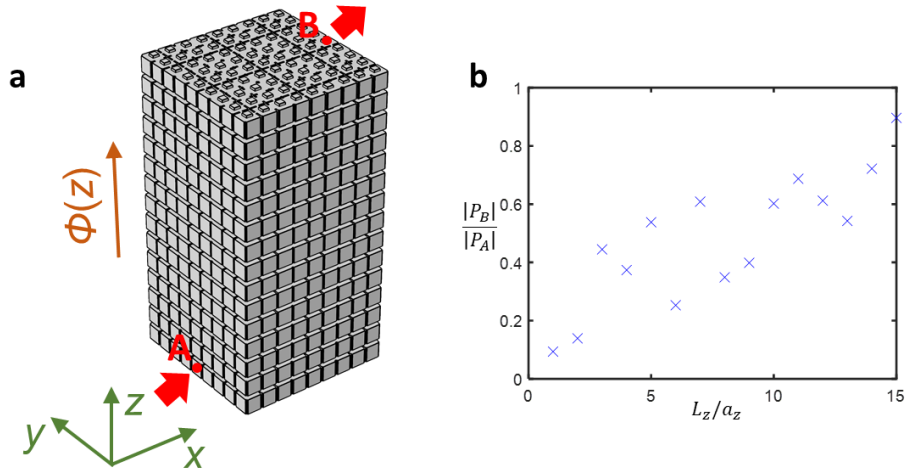 a
B
A
Φ(z)
z
y
x
b
1
0.8
0.6
0.4
0.2
0
|P_B|
|P_A|
0 5 10 15
L_z/a_z